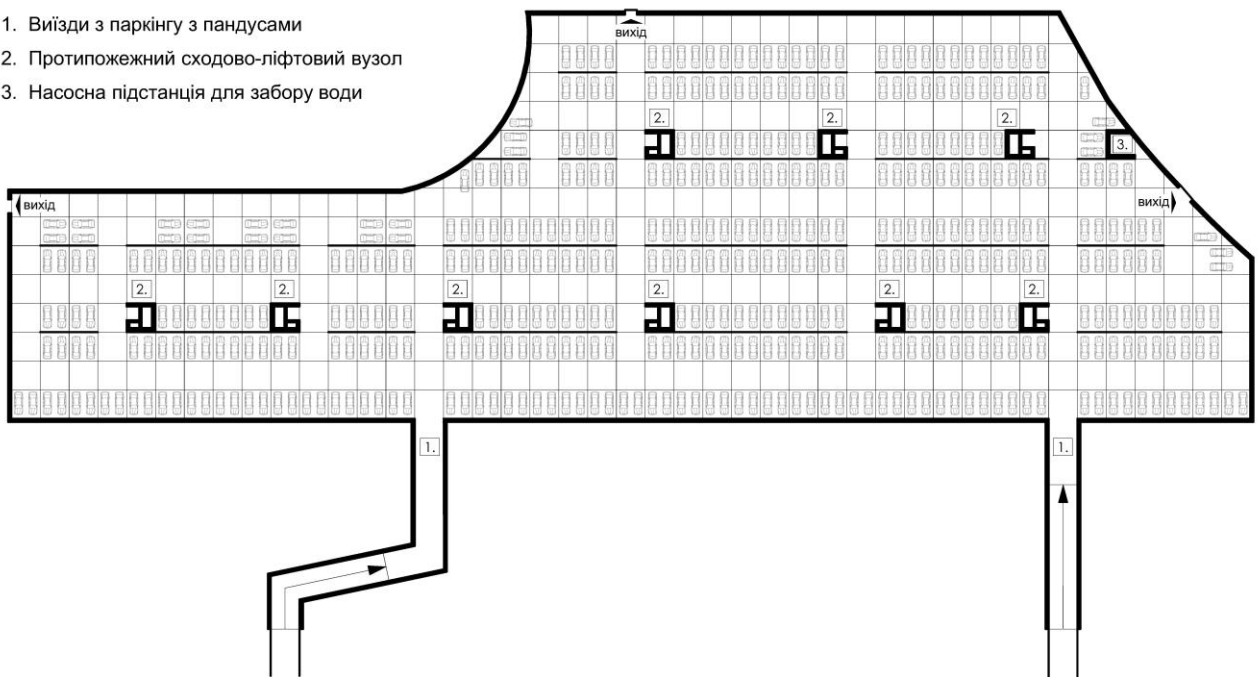 1. Виїзди з паркінгу з пандусами
2. Протипожежний сходово-ліфтовий вузол
3. Насосна підстанція для забору води
вихід
2.
2.
2.
3.
вихід
вихід
2.
2.
2.
2.
2.
2.
1.
1.